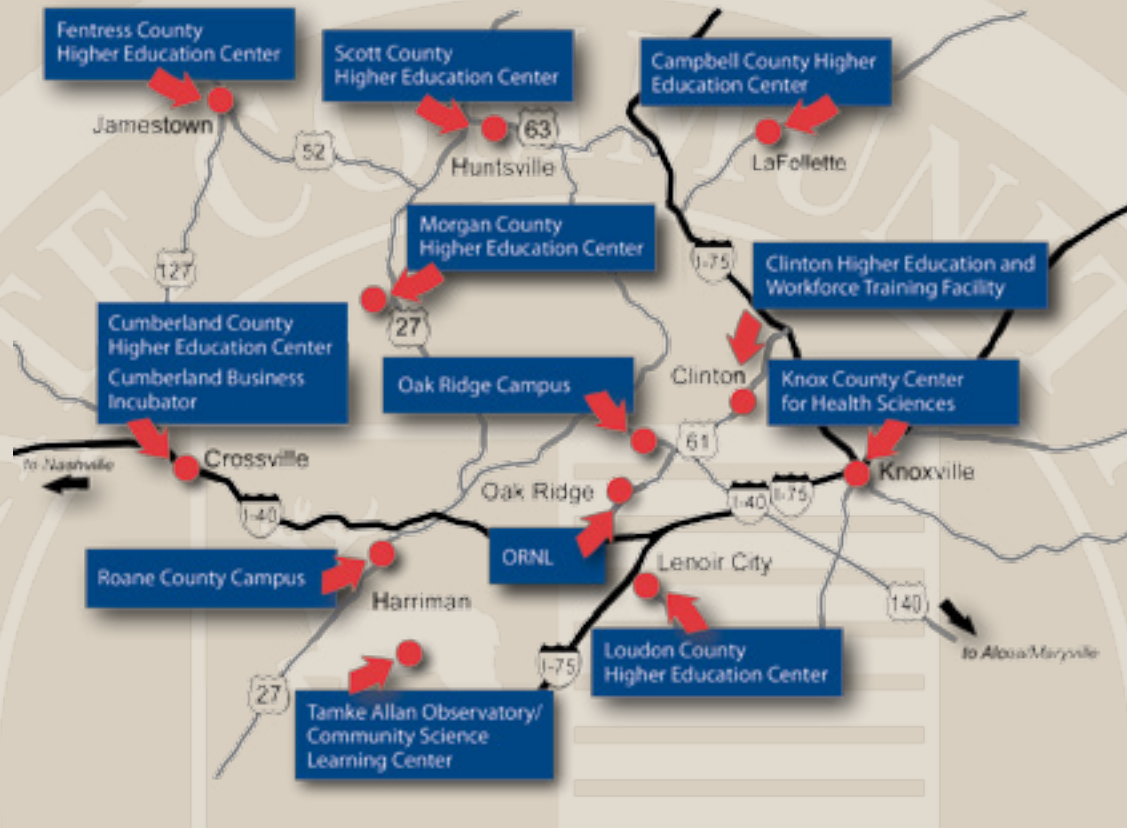 Fentress County
Higher Education Center
Scott County
Higher Education Center
Campbell County Higher
Education Center
Jamestown
63
52
Huntsville
LaFollette
Morgan County
Higher Education Center
I-75
Clinton Higher Education and
Workforce Training Facility
127
27
Cumberland County
Higher Education Center
Cumberland Business
Incubator
Oak Ridge Campus
Clinton
Knox County Center
for Health Sciences
61
to Nashville
Crossville
Knoxville
Oak Ridge
I-40
I-75
I-40
ORNL
Lenoir City
Roane County Campus
Harriman
140
to Alcoa/Maryville
Loudon County
Higher Education Center
I-75
27
Tamke Allan Observatory/
Community Science
Learning Center